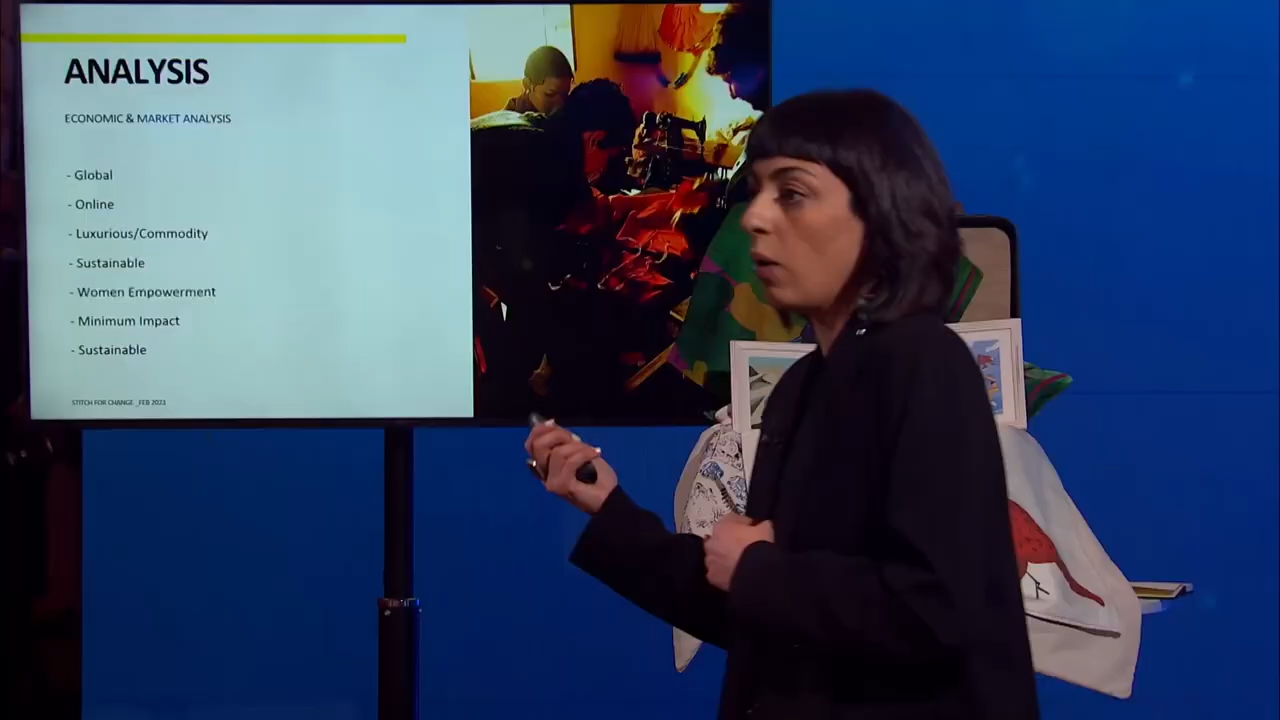 ANALYSIS
ECONOMIC & MARKET ANALYSIS
- Global
- Online
- Luxurious/Commodity
- Sustainable
- Women Empowerment
- Minimum Impact
- Sustainable
STITCH FOR CHANGE _FEB 2023